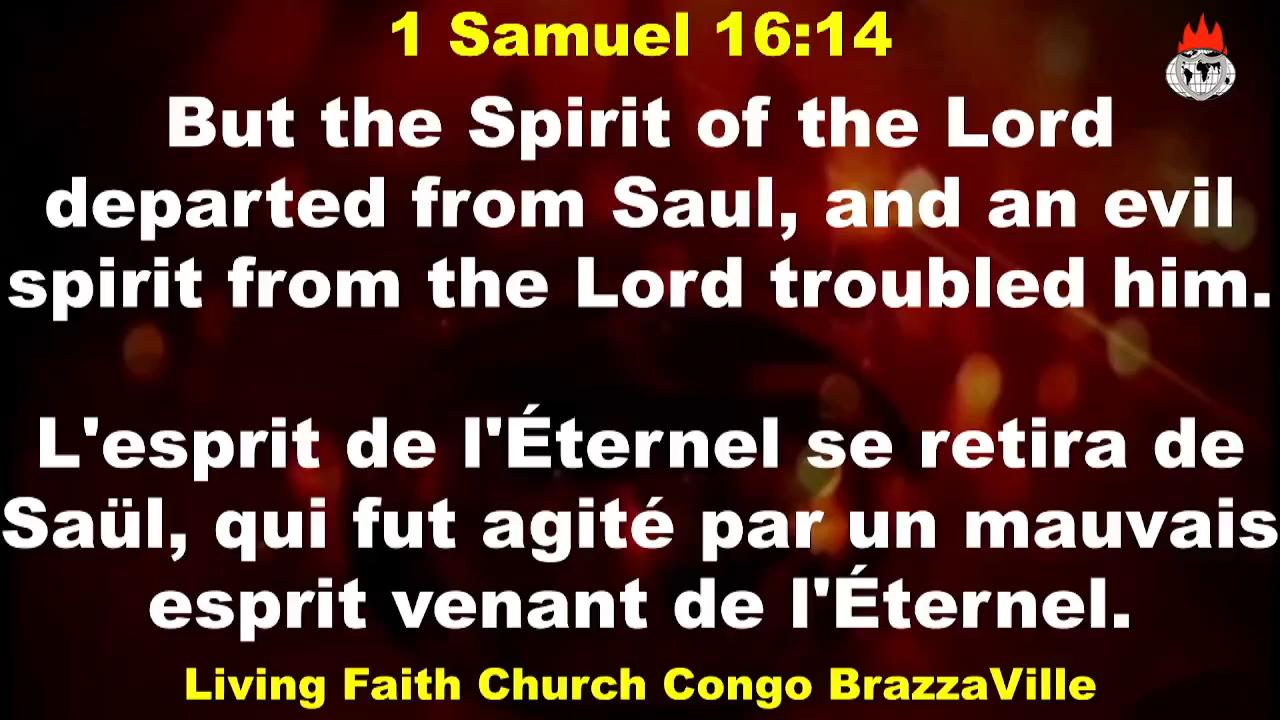 1 Samuel 16:14
But the Spirit of the Lord
departed from Saul, and an evil
spirit from the Lord troubled him.
L'esprit de l'Éternel se retira de
Saül, qui fut agité par un mauvais
esprit venant de l'Éternel.
Living Faith Church Congo BrazzaVille